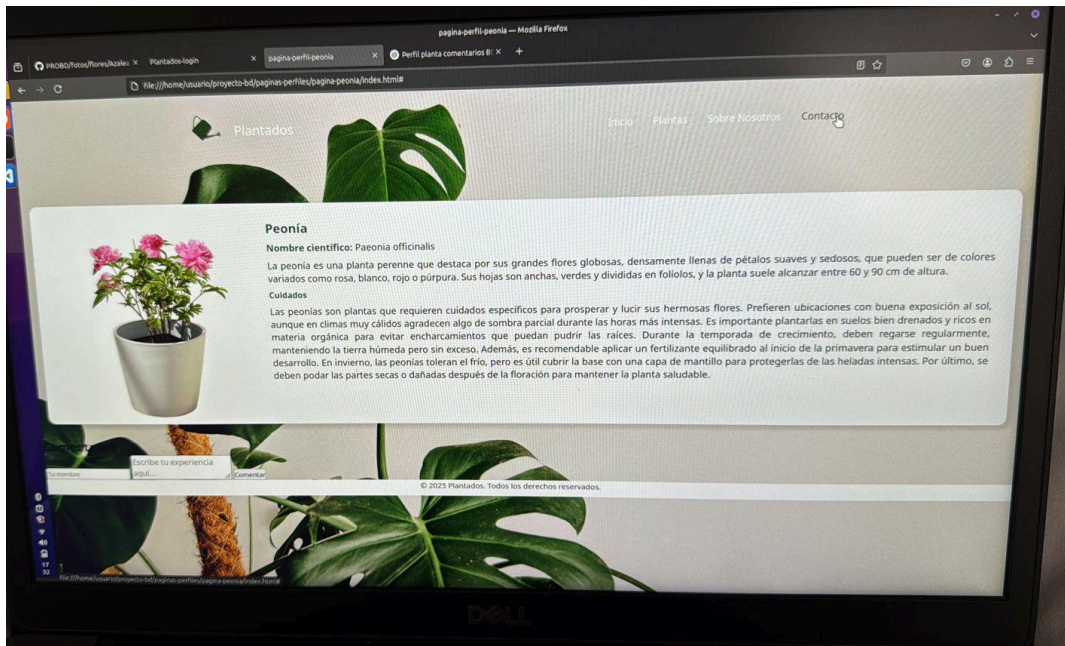 pagina-perfil-peonia — Mozilla Firefox
PROBD/fotos/flores/Azalea
Plantados-login
pagina-perfil-peonia
Perfil planta comentarios B
file:///home/usuario/proyecto-bd/paginas-perfiles/pagina-peonia/index.html#
Plantados
Inicio Plantas Sobre Nosotros Contacto
Peonía
Nombre científico: Paeonia officinalis
La peonía es una planta perenne que destaca por sus grandes flores globosas, densamente llenas de pétalos suaves y sedosos, que pueden ser de colores
variados como rosa, blanco, rojo o púrpura. Sus hojas son anchas, verdes y divididas en folíolos, y la planta suele alcanzar entre 60 y 90 cm de altura.
Cuidados
Las peonías son plantas que requieren cuidados específicos para prosperar y lucir sus hermosas flores. Prefieren ubicaciones con buena exposición al sol,
aunque en climas muy cálidos agradecen algo de sombra parcial durante las horas más intensas. Es importante plantarlas en suelos bien drenados y ricos en
materia orgánica para evitar encharcamientos que puedan pudrir las raíces. Durante la temporada de crecimiento, deben regarse regularmente,
manteniendo la tierra húmeda pero sin exceso. Además, es recomendable aplicar un fertilizante equilibrado al inicio de la primavera para estimular un buen
desarrollo. En invierno, las peonías toleran el frío, pero es útil cubrir la base con una capa de mantillo para protegerlas de las heladas intensas. Por último, se
deben podar las partes secas o dañadas después de la floración para mantener la planta saludable.
Tu nombre
Escribe tu experiencia
aquí...
Comentar
© 2025 Plantados. Todos los derechos reservados.
file:///home/usuario/proyecto-bd/paginas-perfiles/pagina-peonia/index.html#
DELL